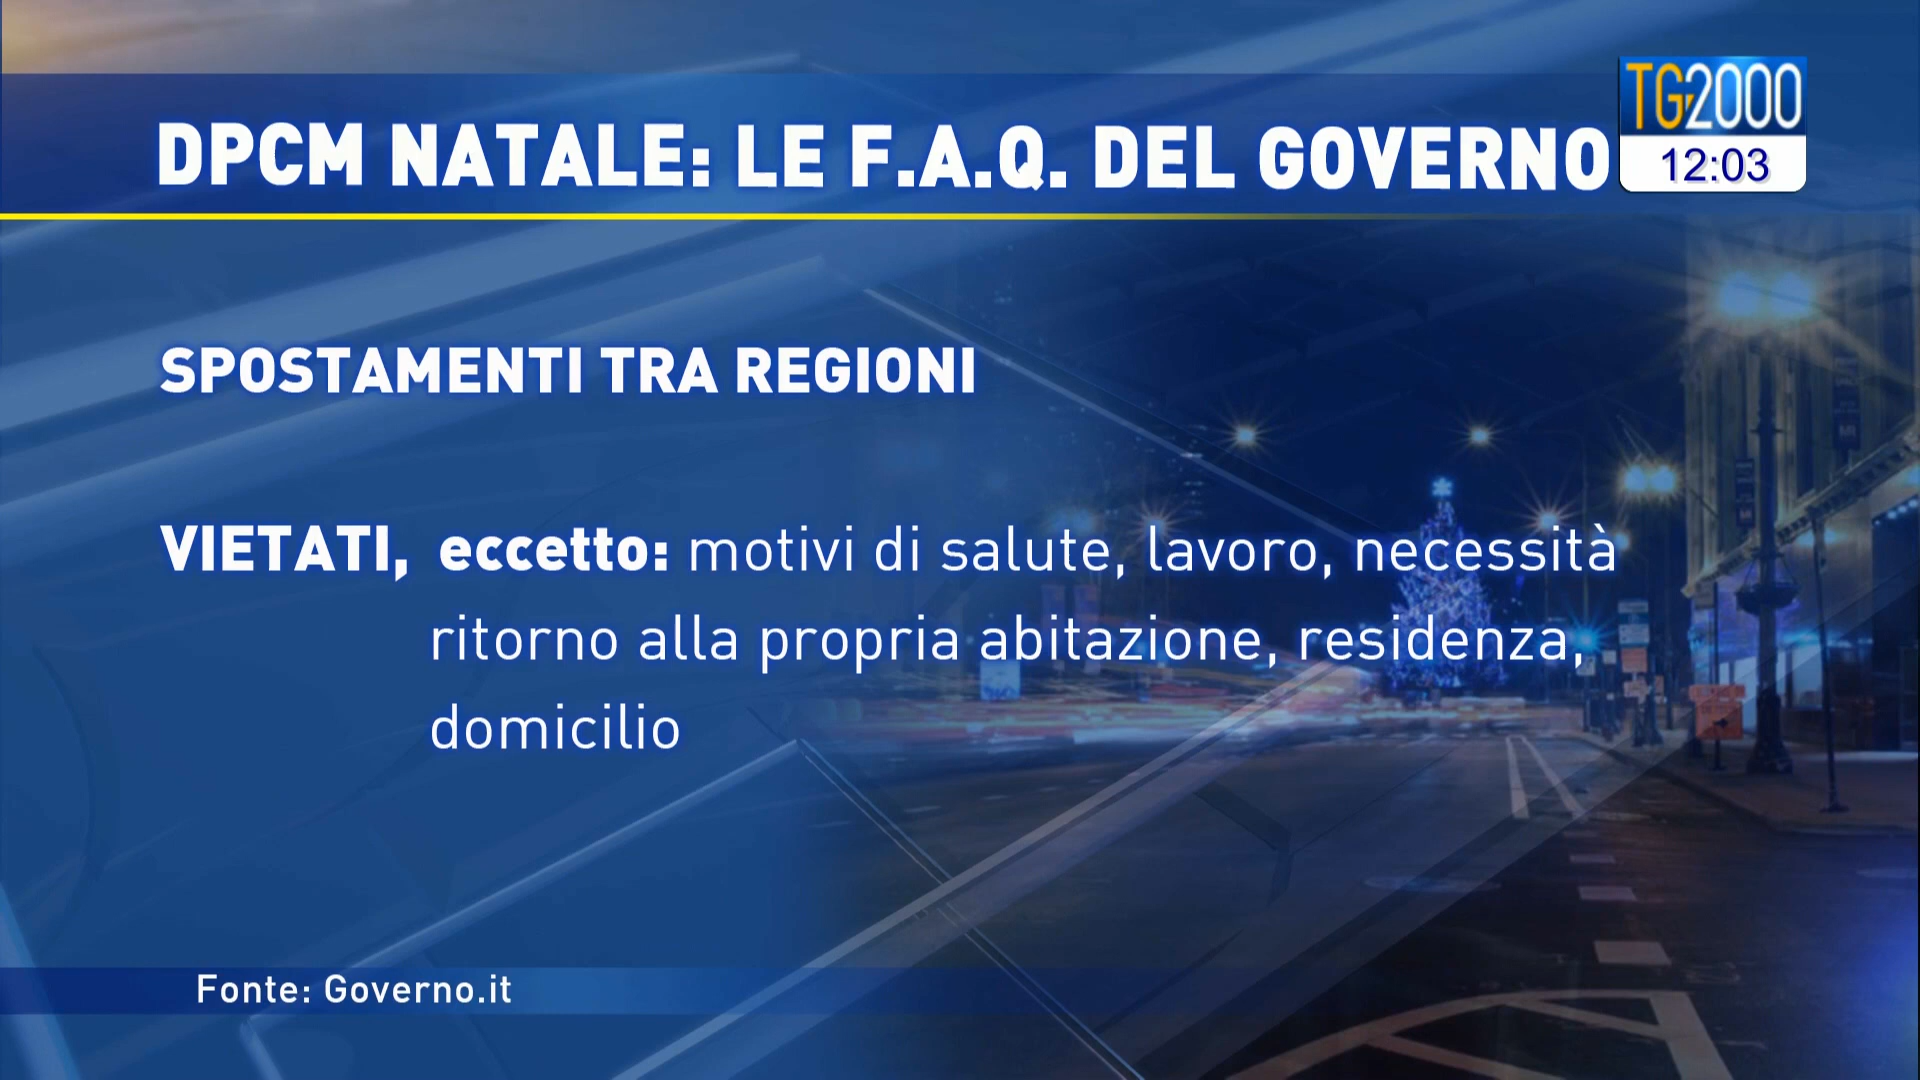 DPCM NATALE: LE F.A.Q. DEL GOVERNO
TG2000
12:03
SPOSTAMENTI TRA REGIONI
VIETATI, eccetto: motivi di salute, lavoro, necessità
ritorno alla propria abitazione, residenza,
domicilio
Fonte: Governo.it